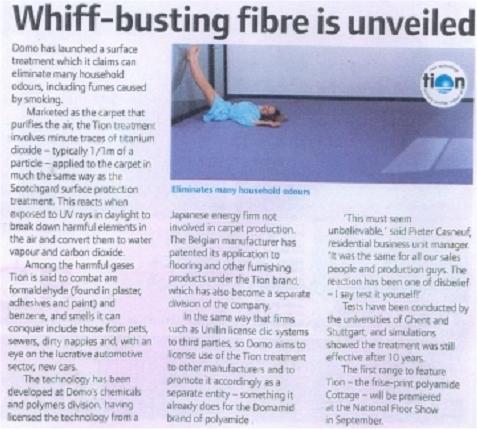 Whiff-busting fibre is unveiled
Domo has launched a surface
treatment which it claims can
eliminate many household
odours, including fumes caused
by smoking.
Marketed as the carpet that
purifies the air, the Tion treatment
involves minute traces of titanium
dioxide – typically 1/1m of a
particle – applied to the carpet in
much the same way as the
Scotchgard surface protection
treatment. This reacts when
exposed to UV rays in daylight to
break down harmful elements in
the air and convert them to water
vapour and carbon dioxide.
Among the harmful gases
Tion is said to combat are
formaldehyde (found in plaster,
adhesives and paint) and
benzene, and smells it can
conquer include those from pets,
sewers, dirty nappies and, with an
eye on the lucrative automotive
sector, new cars.
The technology has been
developed at Domo's chemicals
and polymers division, having
licensed the technology from a
tion
Eliminates many household odours
Japanese energy firm not
involved in carpet production.
The Belgian manufacturer has
patented its application to
flooring and other furnishing
products under the Tion brand,
which has also become a separate
division of the company.
In the same way that firms
such as Unilin license clic systems
to third parties, so Domo aims to
license use of the Tion treatment
to other manufacturers and to
promote it accordingly as a
separate entity – something it
already does for the Domamid
brand of polyamide.
'This must seem
unbelievable,' said Pieter Casneuf,
residential business unit manager.
'It was the same for all our sales
people and production guys. The
reaction has been one of disbelief
– I say test it yourself!'
Tests have been conducted by
the universities of Ghent and
Stuttgart, and simulations
showed the treatment was still
effective after 10 years.
The first range to feature
Tion – the frise-print polyamide
Cottage – will be premiered
at the National Floor Show
in September.